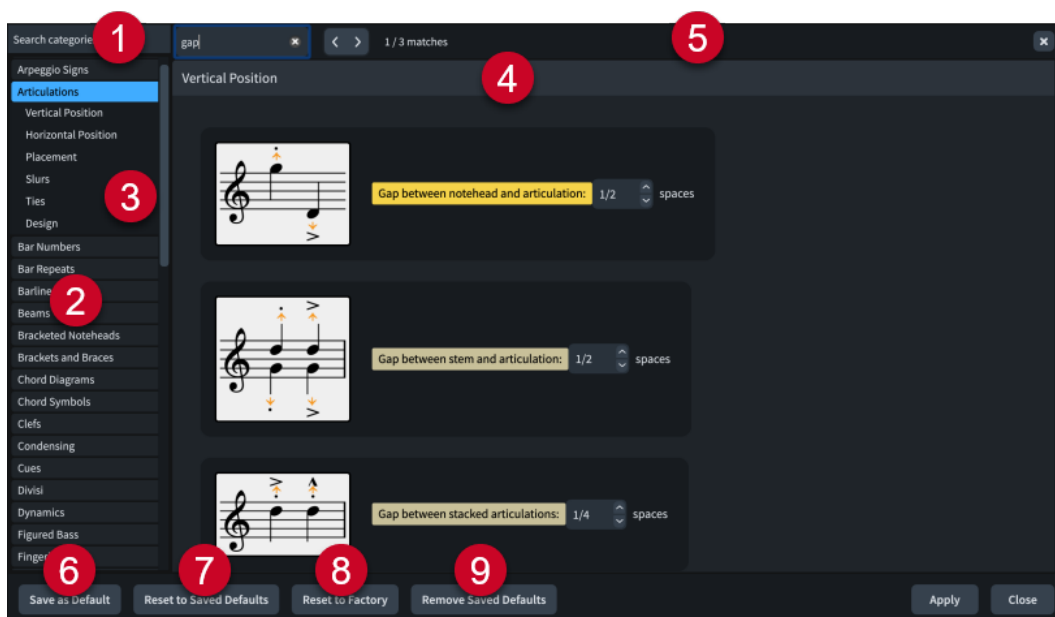 Search categorie
1
gap
1 / 3 matches
5
Arpeggio Signs
Vertical Position
4
Articulations
Vertical Position
Horizontal Position
Placement
Slurs
3
Ties
Design
Gap between notehead and articulation: 1/2 spaces
Bar Numbers
Bar Repeats
Barline
2
Beams
Bracketed Noteheads
Brackets and Braces
Gap between stem and articulation: 1/2 spaces
Chord Diagrams
Chord Symbols
Clefs
Condensing
Cues
Divisi
Dynamics
Gap between stacked articulations: 1/4 spaces
Figured Bass
Finger
6
7
8
9
Save as Default
Reset to Saved Defaults
Reset to Factory
Remove Saved Defaults
Apply
Close